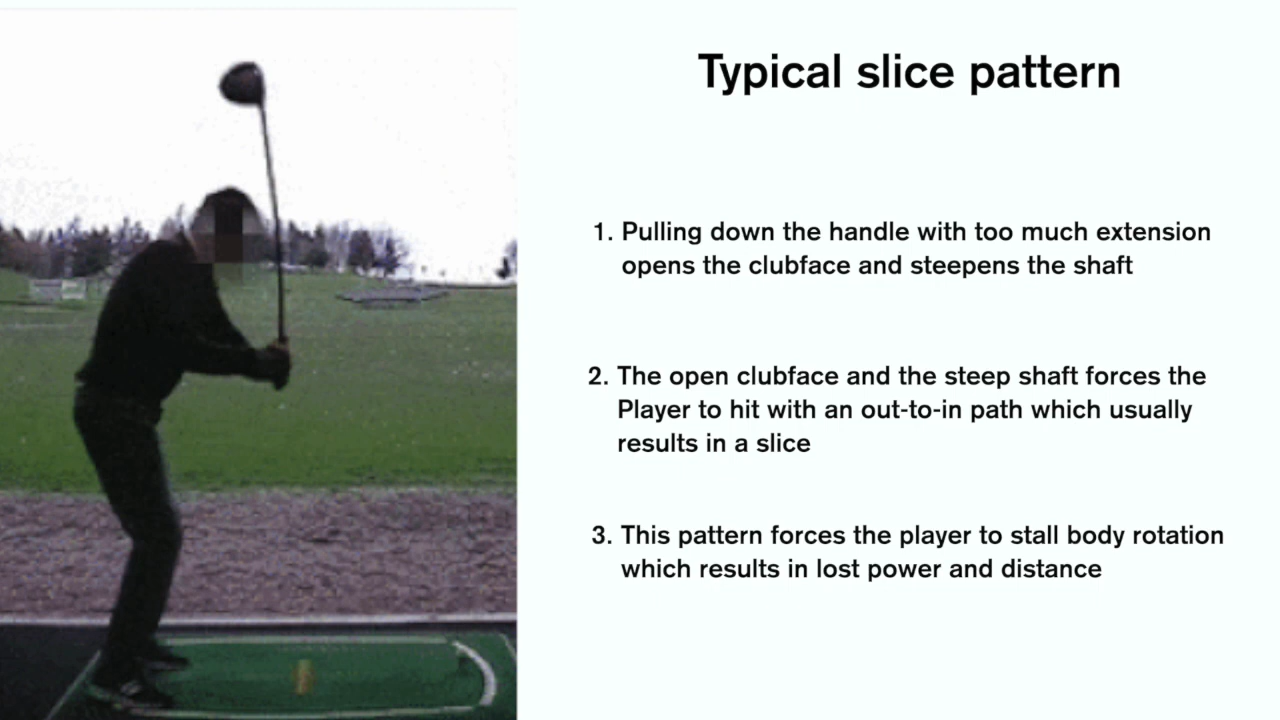 Typical slice pattern
1. Pulling down the handle with too much extension
opens the clubface and steepens the shaft
2. The open clubface and the steep shaft forces the
Player to hit with an out-to-in path which usually
results in a slice
3. This pattern forces the player to stall body rotation
which results in lost power and distance